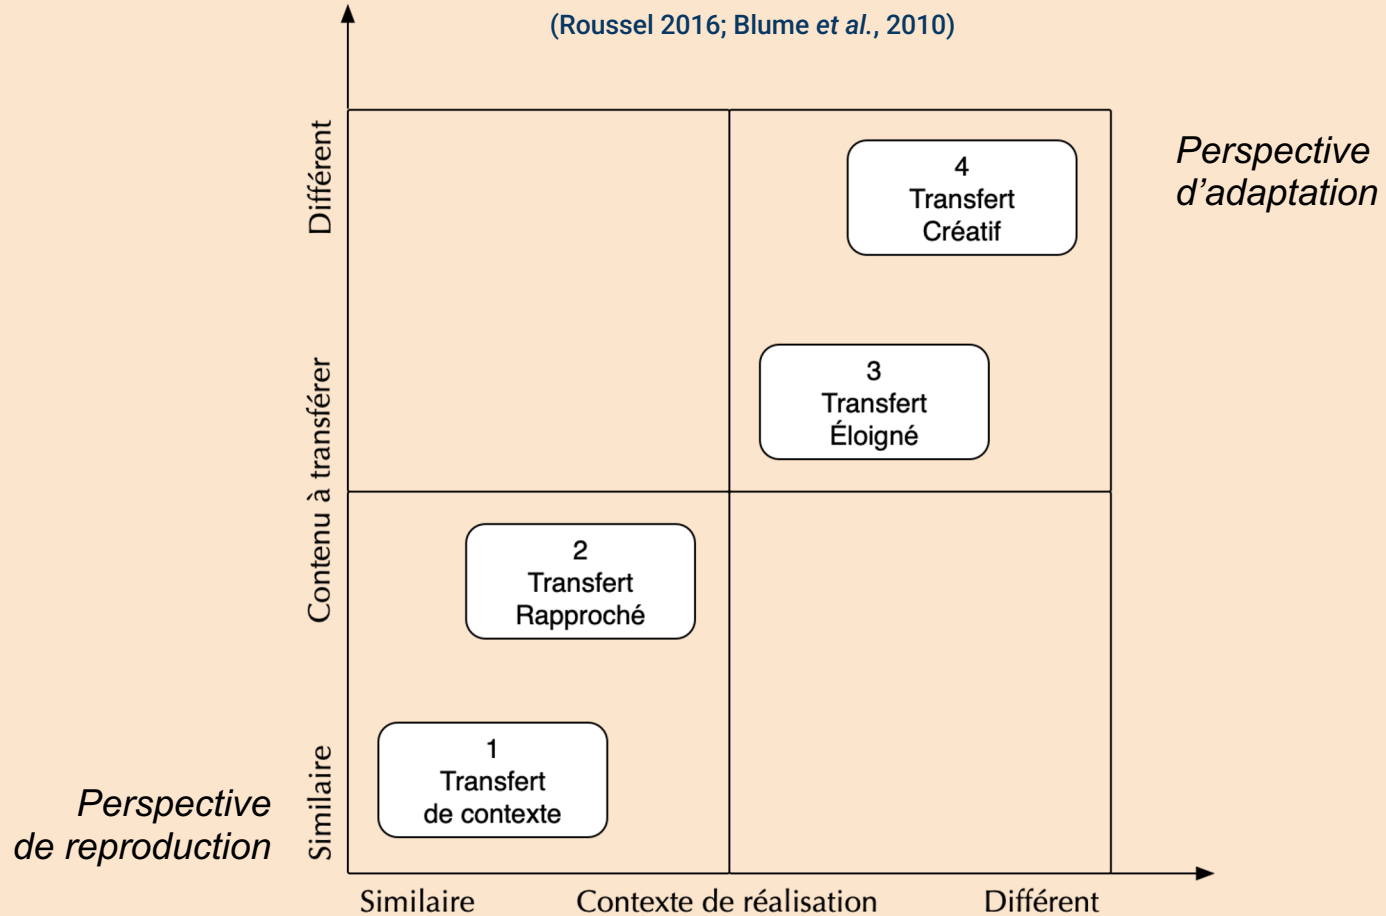 (Roussel 2016; Blume et al., 2010)
Différent
4
Transfert
Créatif
Perspective
d’adaptation
Contenu à transférer
3
Transfert
Éloigné
2
Transfert
Rapproché
Similaire
1
Transfert
de contexte
Perspective
de reproduction
Similaire
Contexte de réalisation
Différent